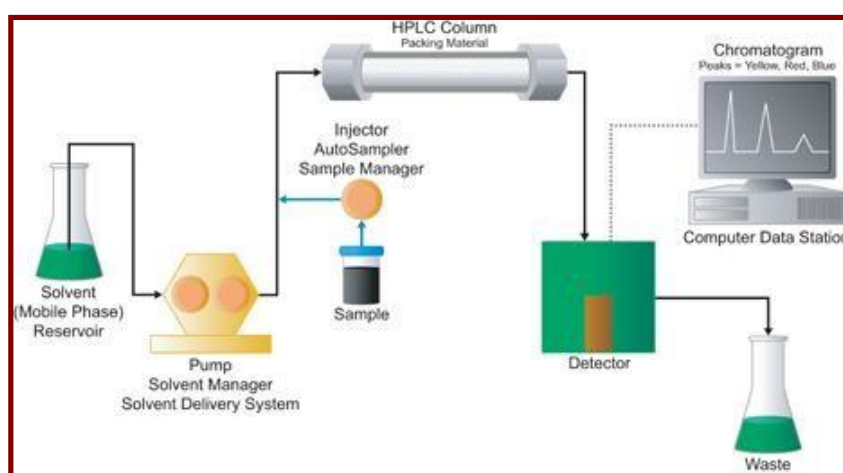 HPLC Column
Packing Material
Chromatogram
Peaks = Yellow, Red, Blue
Injector
AutoSampler
Sample Manager
Computer Data Station
Solvent
(Mobile Phase)
Reservoir
Sample
Pump
Solvent Manager
Solvent Delivery System
Detector
Waste